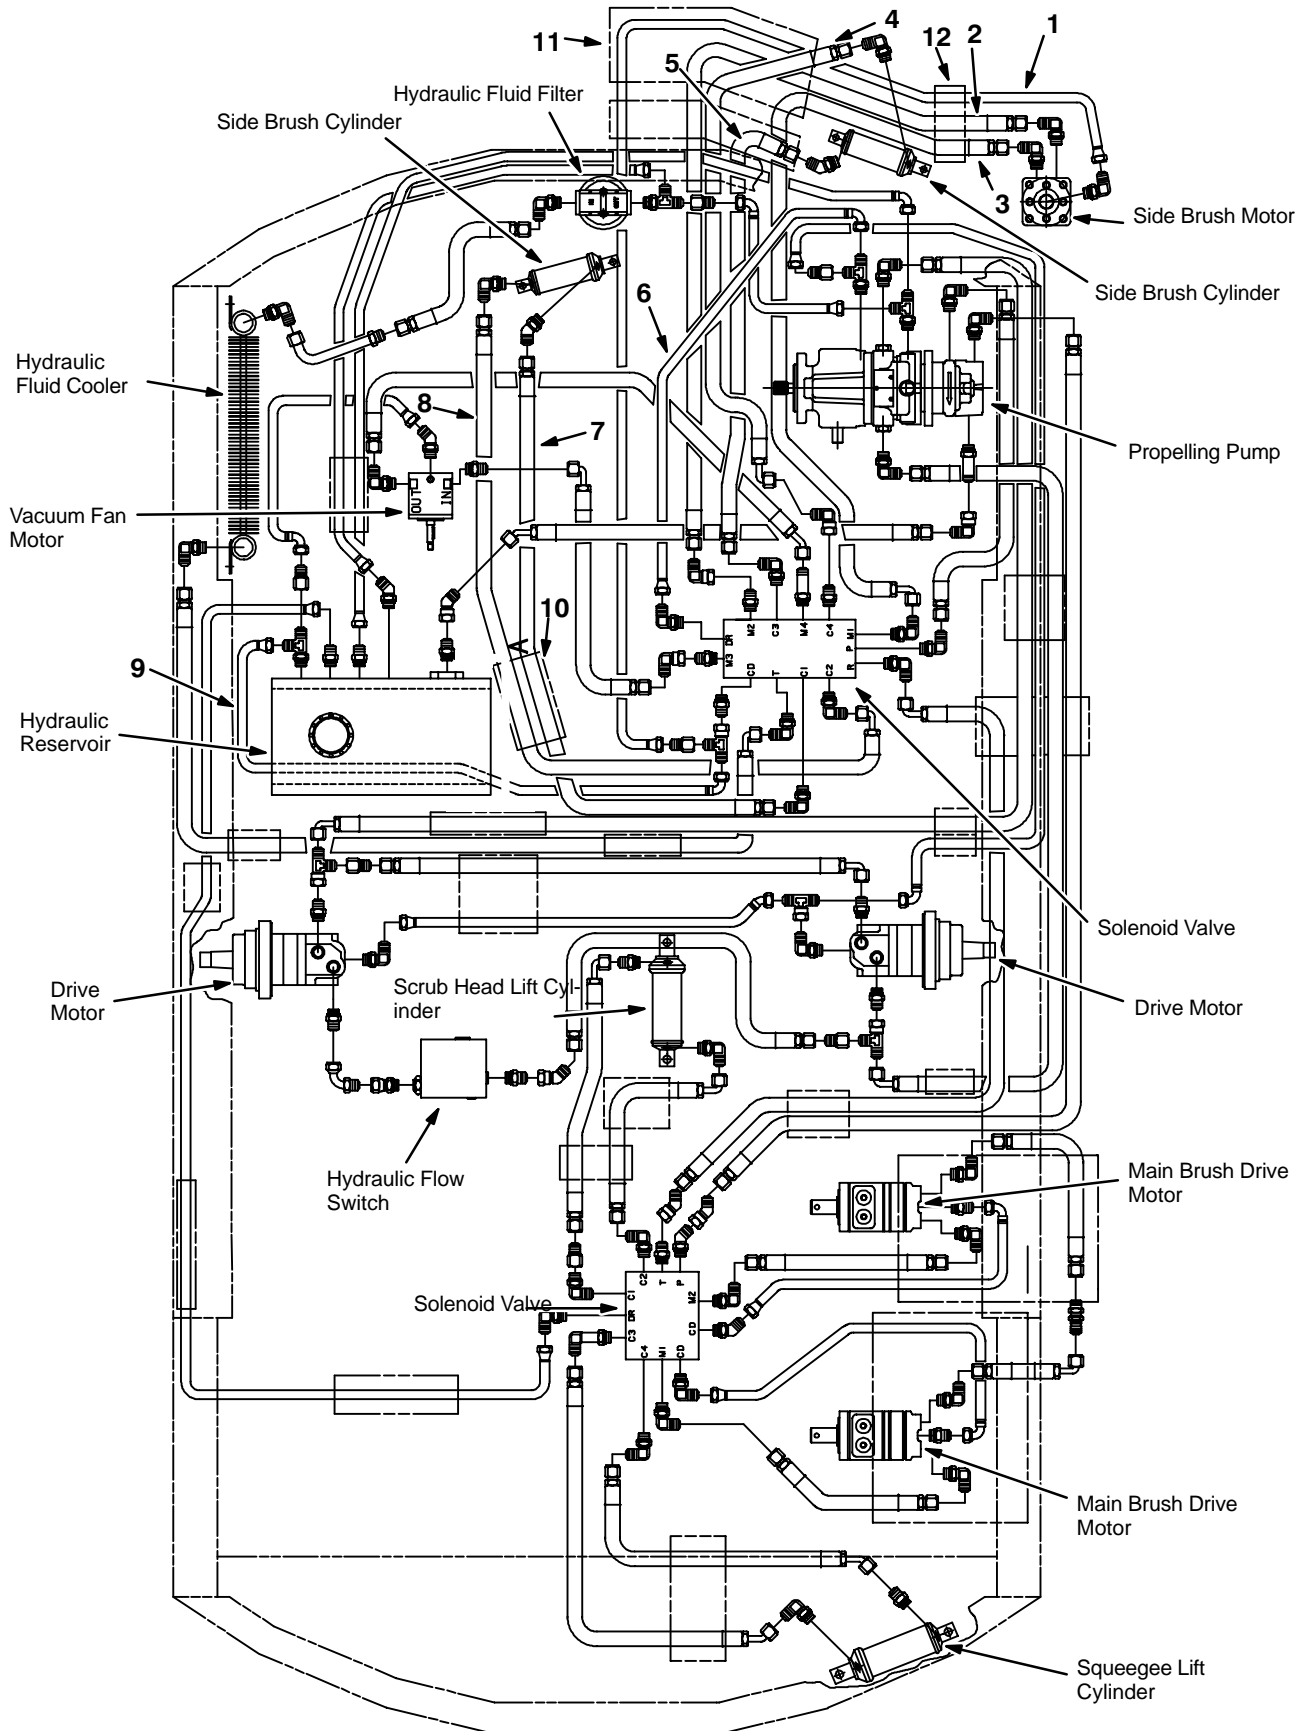 4
1
11
12
2
5
Hydraulic Fluid Filter
Side Brush Cylinder
3
Side Brush Motor
Side Brush Cylinder
6
Hydraulic
Fluid Cooler
8
7
Propelling Pump
OUT
IN
Vacuum Fan
Motor
10
A
M2
C3
M4
C4
DR
M1
P
M3
R
CD
T
C1
C2
9
Hydraulic
Reservoir
Solenoid Valve
Scrub Head Lift Cyl-
inder
Drive
Motor
Drive Motor
Hydraulic Flow
Switch
Main Brush Drive
Motor
C2
T
P
C1
M2
Solenoid Valve
DR
C3
CD
C4
M1
CD
Main Brush Drive
Motor
Squeegee Lift
Cylinder